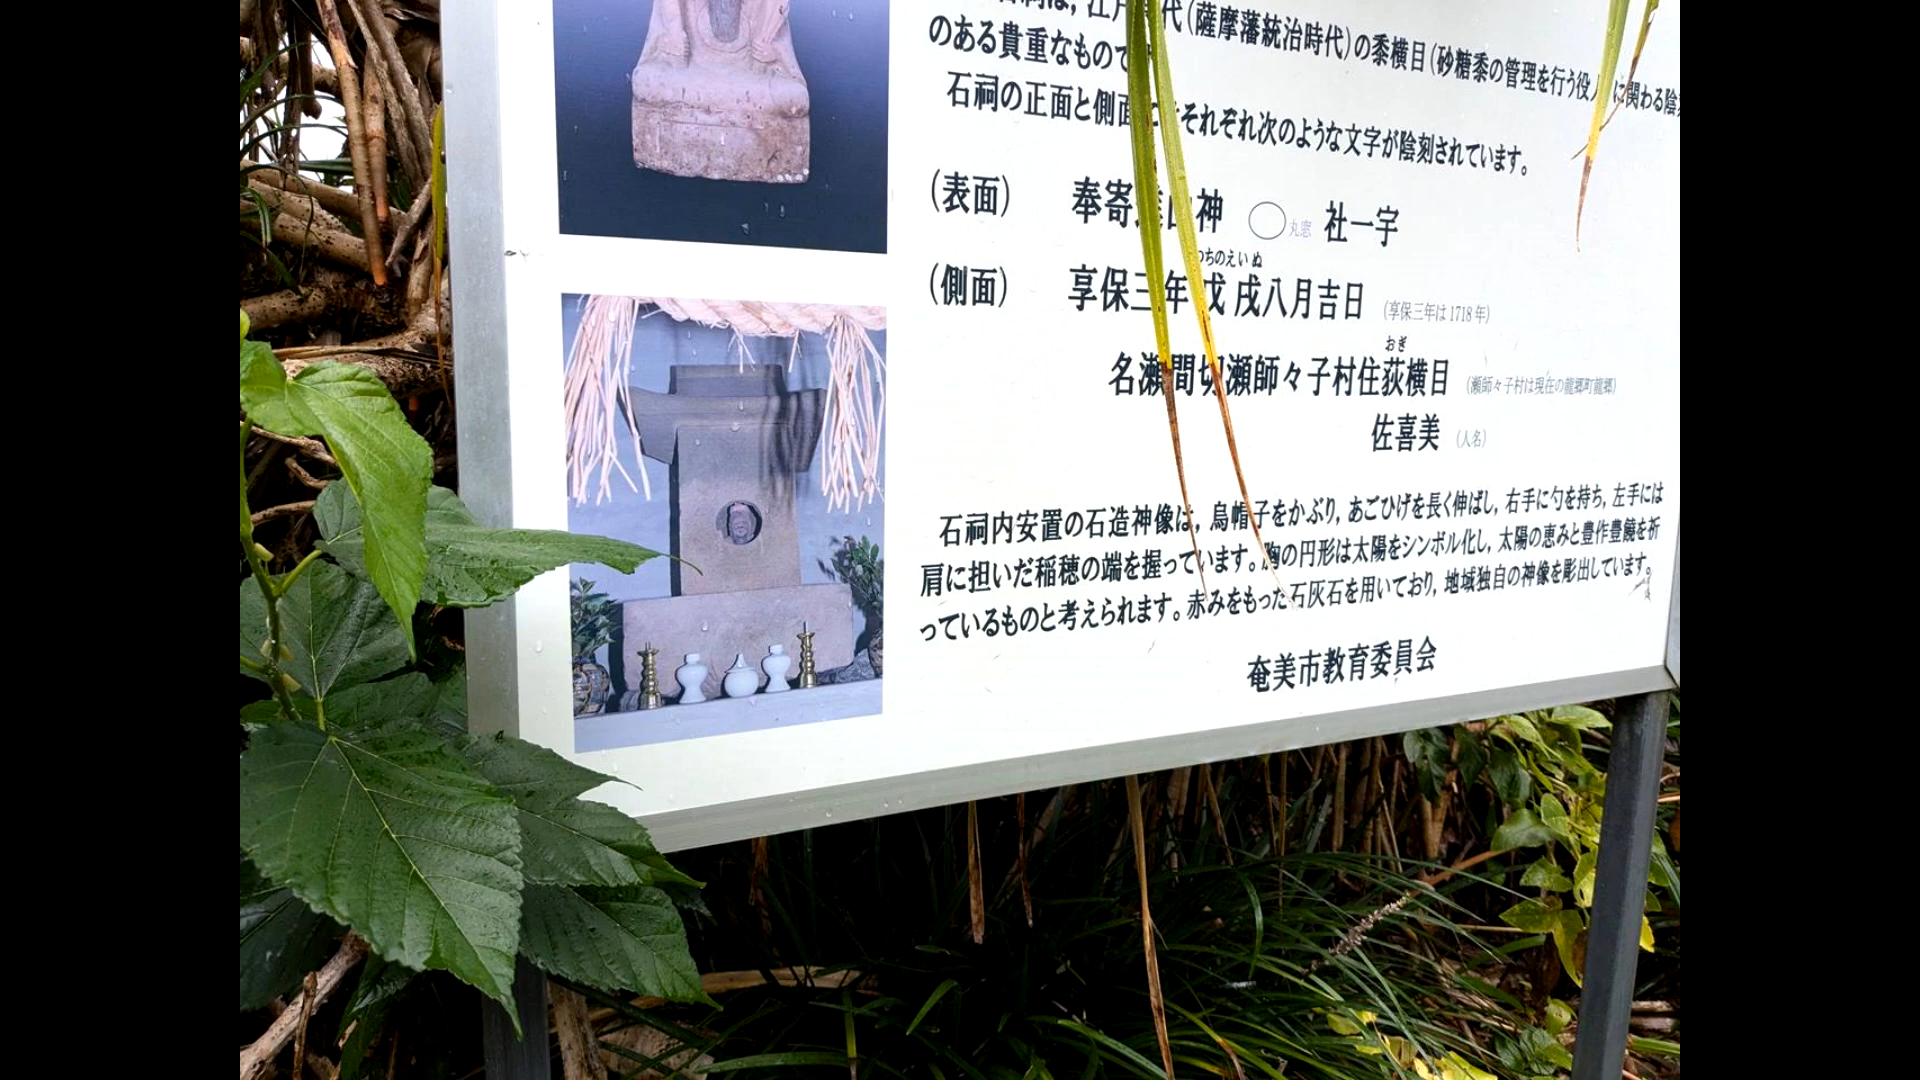 江戸時代(薩摩藩統治時代)の黍横目(砂糖黍の管理を行う役 に関わる陰
のある貴重なもので
石祠の正面と側面 それぞれ次のような文字が陰刻されています。
(表面) 奉寄 神 ○丸窓 社一宇
つちのえいぬ
(側面) 享保三年戊戌八月吉日 (享保三年は1718年)
おぎ
名瀬間切瀬師々子村住荻横目 (瀬師々子村は現在の龍郷町龍郷)
佐喜美 (人名)
石祠内安置の石造神像は, 烏帽子をかぶり, あごひげを長く伸ばし, 右手に勺を持ち, 左手には
肩に担いだ稲穂の端を握っています。胸の円形は太陽をシンボル化し, 太陽の恵みと豊作豊饒を祈
っているものと考えられます。赤みをもった石灰石を用いており, 地域独自の神像を彫出しています。
奄美市教育委員会